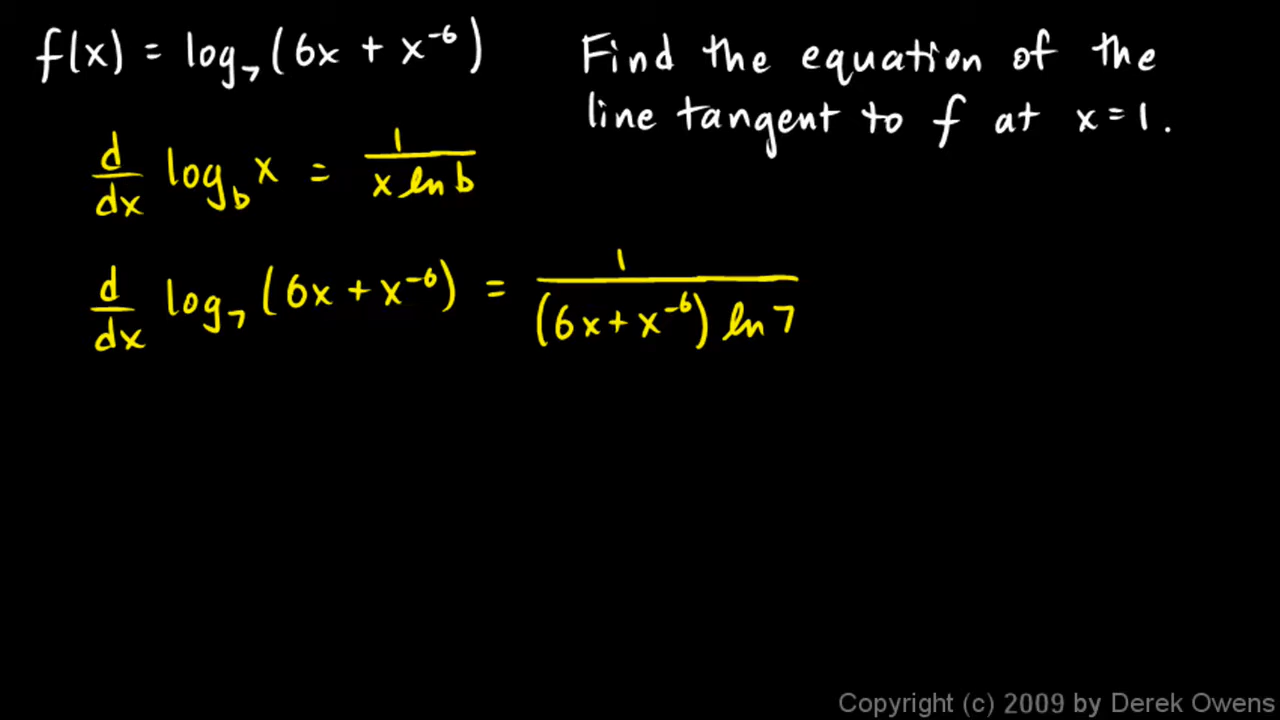 f(x) = log₇(6x + x⁻⁶)
Find the equation of the
line tangent to f at x=1.
d/dx log_b x = 1/(x ln b)
d/dx log₇(6x + x⁻⁶) = 1/((6x + x⁻⁶) ln 7)
Copyright (c) 2009 by Derek Owens